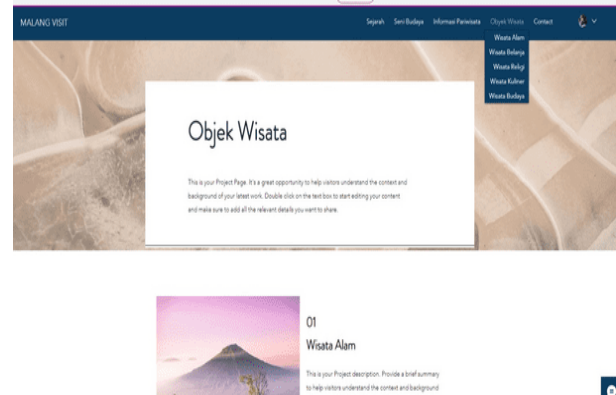 MALANG VISIT
Sejarah Seni Budaya Informasi Pariwisata Objek Wisata Contact
Wisata Alam
Wisata Belanja
Wisata Religi
Wisata Kuliner
Wisata Budaya
Objek Wisata
This is your Project Page. It's a great opportunity to help visitors understand the context and
background of your latest work. Double click on the text box to start editing your content
and make sure to add all the relevant details you want to share.
01
Wisata Alam
This is your Project description. Provide a brief summary
to help visitors understand the context and background